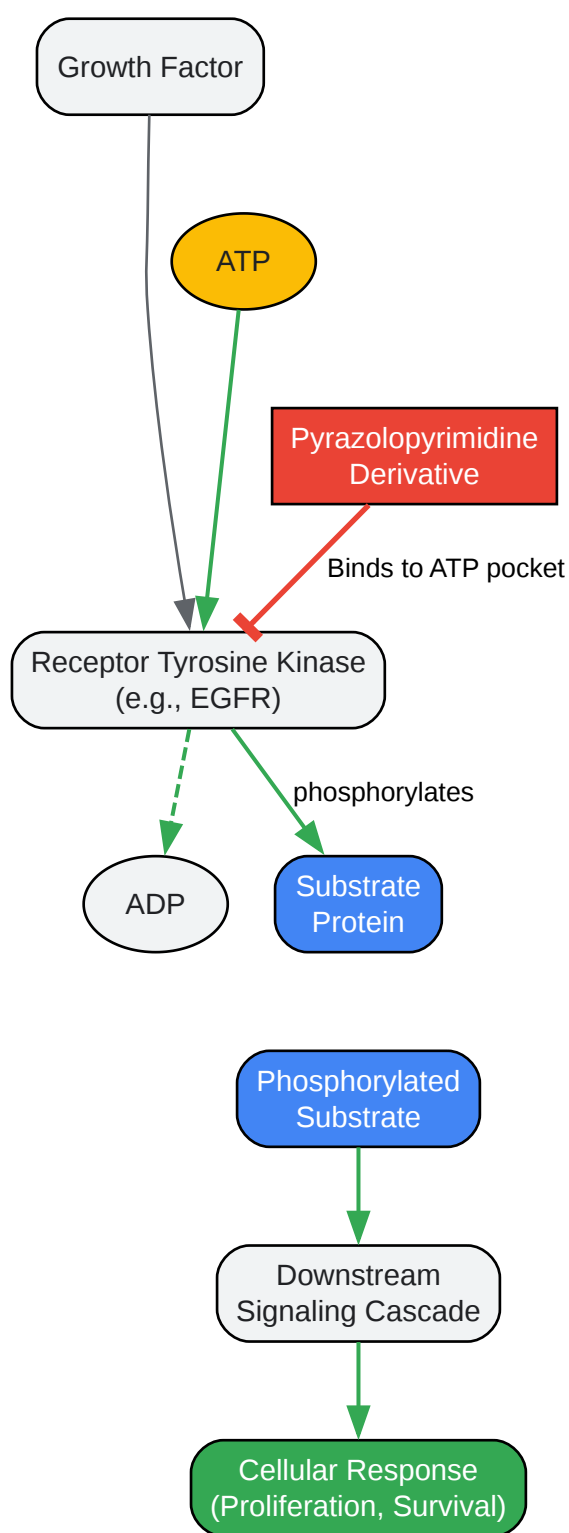 Growth Factor
ATP
Pyrazolopyrimidine
Derivative
Binds to ATP pocket
Receptor Tyrosine Kinase
(e.g., EGFR)
phosphorylates
ADP
Substrate
Protein
Phosphorylated
Substrate
Downstream
Signaling Cascade
Cellular Response
(Proliferation, Survival)